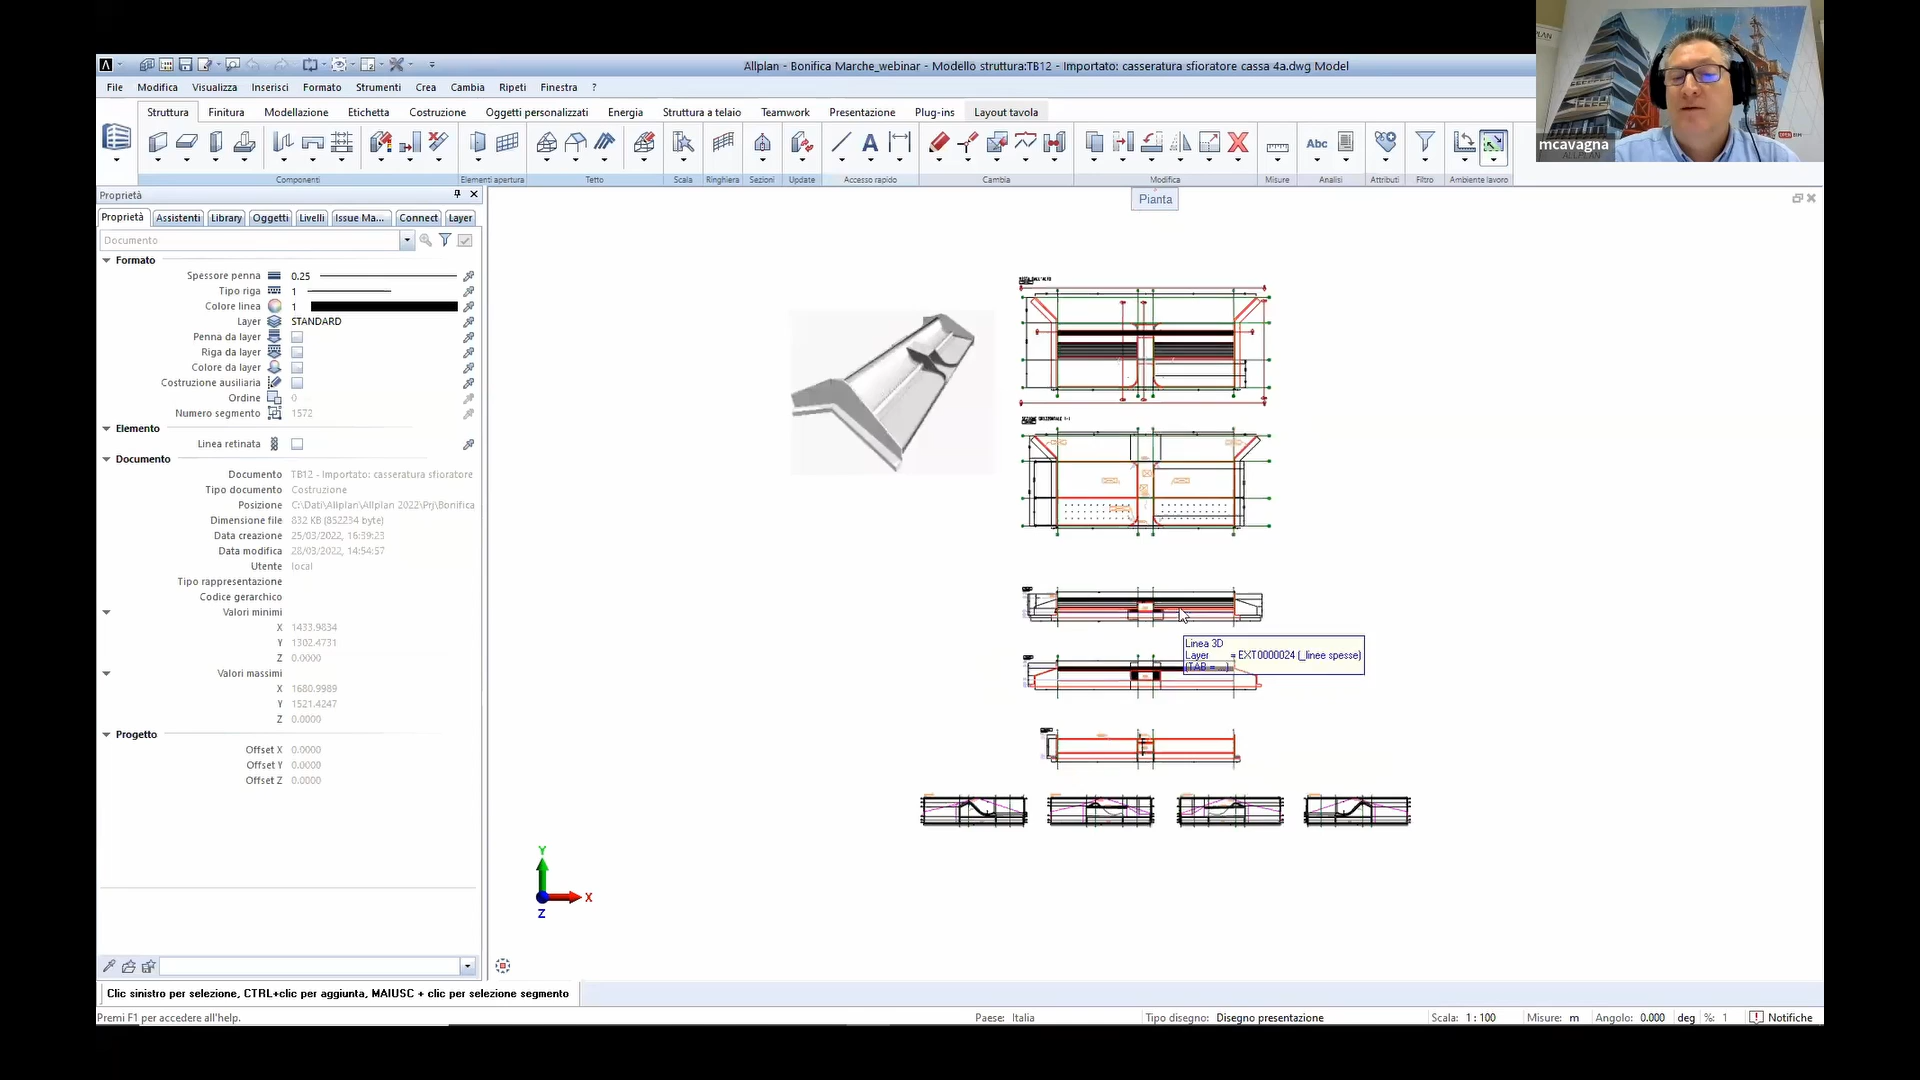 Allplan - Bonifica Marche_webinar - Modello struttura:TB12 - Importato: casseratura sfioratore cassa 4a.dwg Model
File Modifica Visualizza Inserisci Formato Strumenti Crea Cambia Ripeti Finestra ?
Struttura Finitura Modellazione Etichetta Costruzione Oggetti personalizzati Energia Struttura a telaio Teamwork Presentazione Plug-ins Layout tavola
Abc
Componenti Elementi apertura Tetto Scala Ringhiera Sezioni Update Accesso rapido Cambia Modifica Misure Analisi Attributi Filtro Ambiente lavoro
mcavagna
Proprietà
Proprietà Assistenti Library Oggetti Livelli Issue Ma... Connect Layer
Documento
Formato
Spessore penna 0.25
Tipo riga 1
Colore linea 1
Layer STANDARD
Penna da layer
Riga da layer
Colore da layer
Costruzione ausiliaria
Ordine 0
Numero segmento 1572
Elemento
Linea retinata
Documento
Documento TB12 - Importato: casseratura sfioratore
Tipo documento Costruzione
Posizione C:\Dati\Allplan\Allplan 2022\Prj\Bonifica
Dimensione file 832 KB (852234 byte)
Data creazione 25/03/2022, 16:39:23
Data modifica 28/03/2022, 14:54:57
Utente local
Tipo rappresentazione
Codice gerarchico
Valori minimi
X 1433.9834
Y 1302.4731
Z 0.0000
Valori massimi
X 1680.9989
Y 1521.4247
Z 0.0000
Progetto
Offset X 0.0000
Offset Y 0.0000
Offset Z 0.0000
Pianta
Linea 3D
Layer = EXT0000024 (_linee spesse)
(TAB = ...)
Y
X
Z
Clic sinistro per selezione, CTRL+clic per aggiunta, MAIUSC + clic per selezione segmento
Premi F1 per accedere all'help.
Paese: Italia Tipo disegno: Disegno presentazione Scala: 1 : 100 Misure: m Angolo: 0.000 deg %: 1 Notifiche